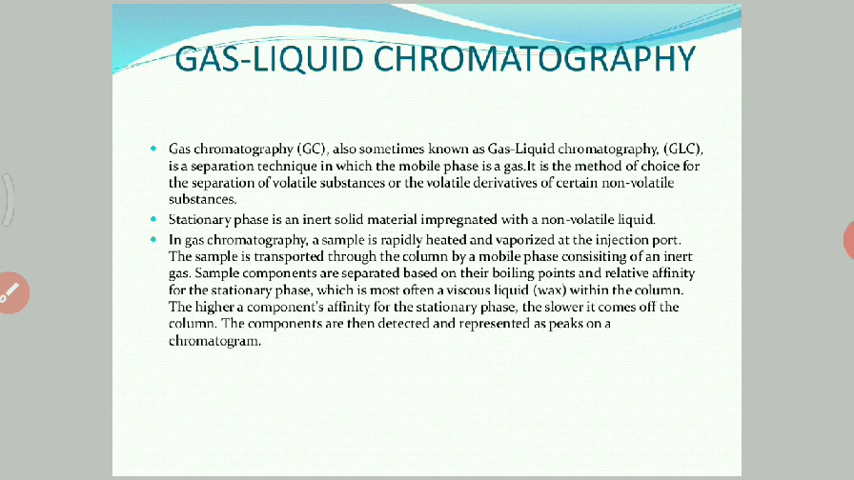 GAS-LIQUID CHROMATOGRAPHY
Gas chromatography (GC), also sometimes known as Gas-Liquid chromatography, (GLC),
is a separation technique in which the mobile phase is a gas.It is the method of choice for
the separation of volatile substances or the volatile derivatives of certain non-volatile
substances.
Stationary phase is an inert solid material impregnated with a non-volatile liquid.
In gas chromatography, a sample is rapidly heated and vaporized at the injection port.
The sample is transported through the column by a mobile phase consisiting of an inert
gas. Sample components are separated based on their boiling points and relative affinity
for the stationary phase, which is most often a viscous liquid (wax) within the column.
The higher a component's affinity for the stationary phase, the slower it comes off the
column. The components are then detected and represented as peaks on a
chromatogram.